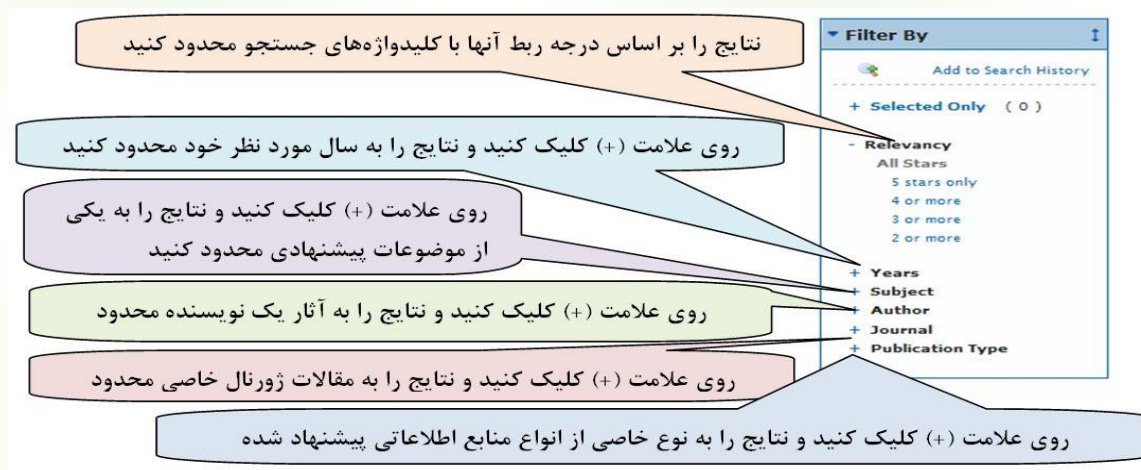 نتایج را بر اساس درجه ربط آنها با کلیدواژه‌های جستجو محدود کنید
روی علامت (+) کلیک کنید و نتایج را به سال مورد نظر خود محدود کنید
روی علامت (+) کلیک کنید و نتایج را به یکی
از موضوعات پیشنهادی محدود کنید
روی علامت (+) کلیک کنید و نتایج را به آثار یک نویسنده محدود
روی علامت (+) کلیک کنید و نتایج را به مقالات ژورنال خاصی محدود
روی علامت (+) کلیک کنید و نتایج را به نوع خاصی از انواع منابع اطلاعاتی پیشنهاد شده
Filter By
Add to Search History
+ Selected Only ( 0 )
- Relevancy
All Stars
5 stars only
4 or more
3 or more
2 or more
+ Years
+ Subject
+ Author
+ Journal
+ Publication Type